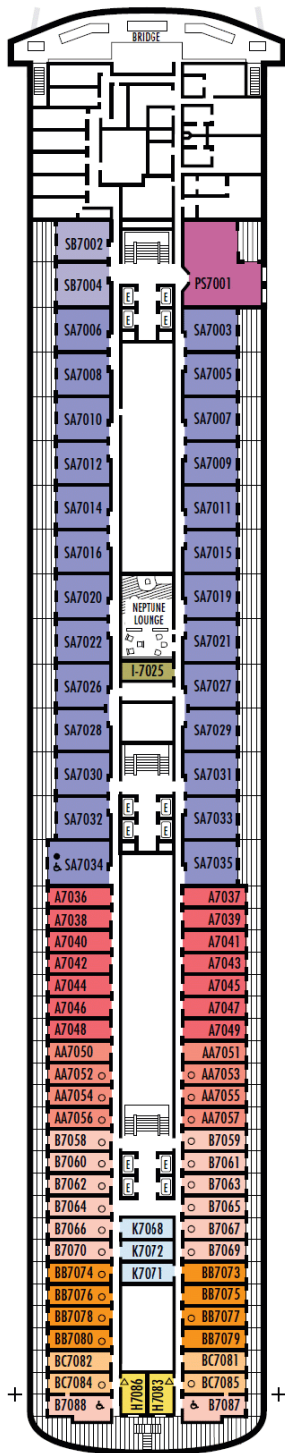 BRIDGE
SB7002
SB7004 PS7001
E E
E E
SA7006 SA7003
SA7008 SA7005
SA7010 SA7007
SA7012 SA7009
SA7014 SA7011
SA7016 SA7015
SA7020 SA7019
NEPTUNE
LOUNGE
SA7022 SA7021
I-7025
SA7026 SA7027
SA7028 SA7029
SA7030 SA7031
E E
SA7032 SA7033
E E
SA7034 SA7035
A7036 A7037
A7038 A7039
A7040 A7041
A7042 A7043
A7044 A7045
A7046 A7047
A7048 A7049
AA7050 AA7051
AA7052 AA7053
AA7054 AA7055
AA7056 AA7057
B7058 B7059
B7060 E E B7061
B7062 E E B7063
B7064 B7065
B7066 K7068 B7067
B7070 K7072 B7069
BB7074 K7071 BB7073
BB7076 BB7075
BB7078 BB7077
BB7080 BB7079
BC7082 BC7081
BC7084 H7086 H7083 BC7085
B7088 B7087